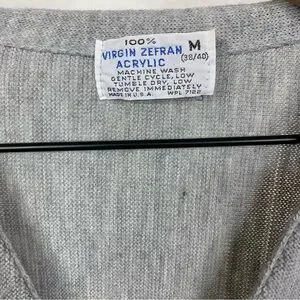 100%
VIRGIN ZEFRAN M
ACRYLIC (38/40)
MACHINE WASH
GENTLE CYCLE, LOW
TUMBLE DRY, LOW
REMOVE IMMEDIATELY
MADE IN U.S.A. WPL 7122